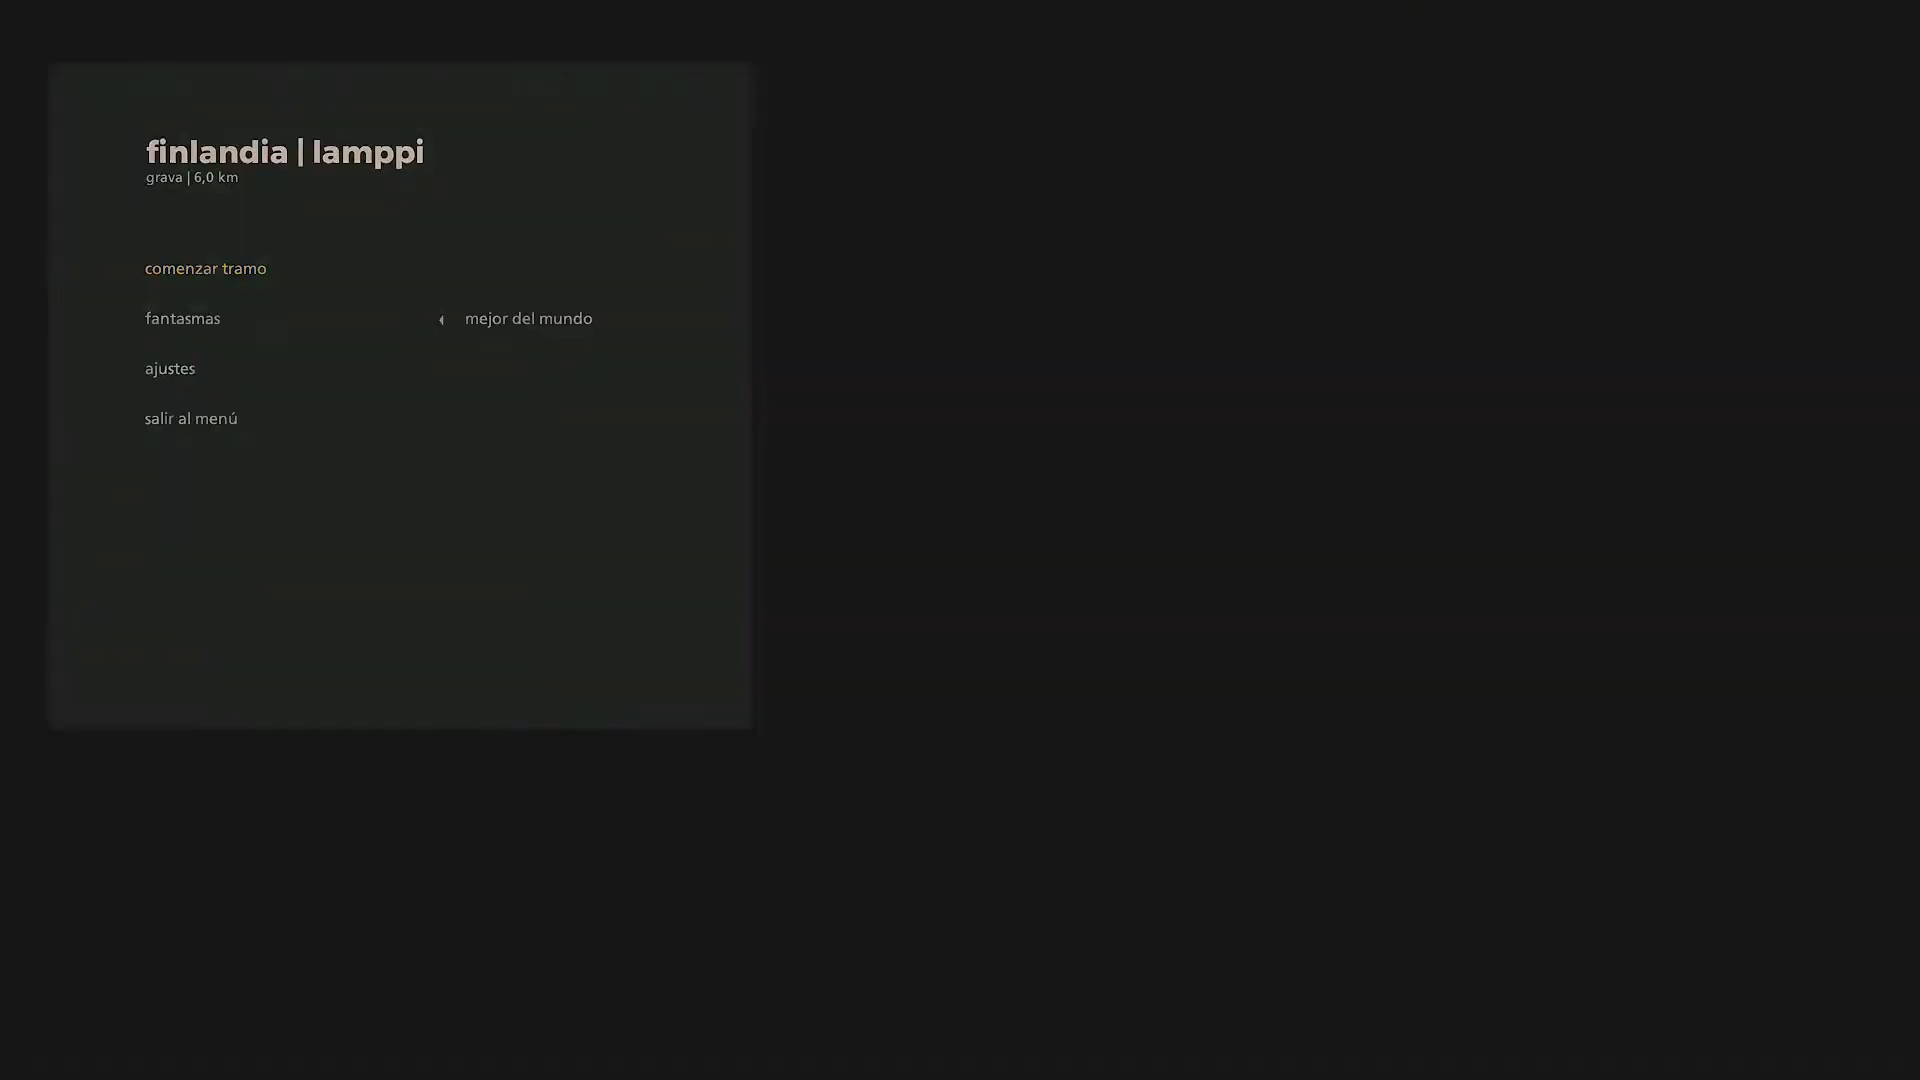 finlandia | lamppi
grava | 6,0 km
comenzar tramo
fantasmas mejor del mundo
ajustes
salir al menú